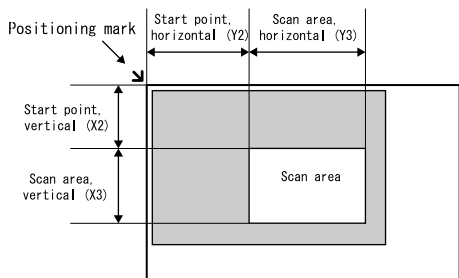 Positioning mark
Start point,
horizontal (Y2)
Scan area,
horizontal (Y3)
Start point,
vertical (X2)
Scan area,
vertical (X3)
Scan area